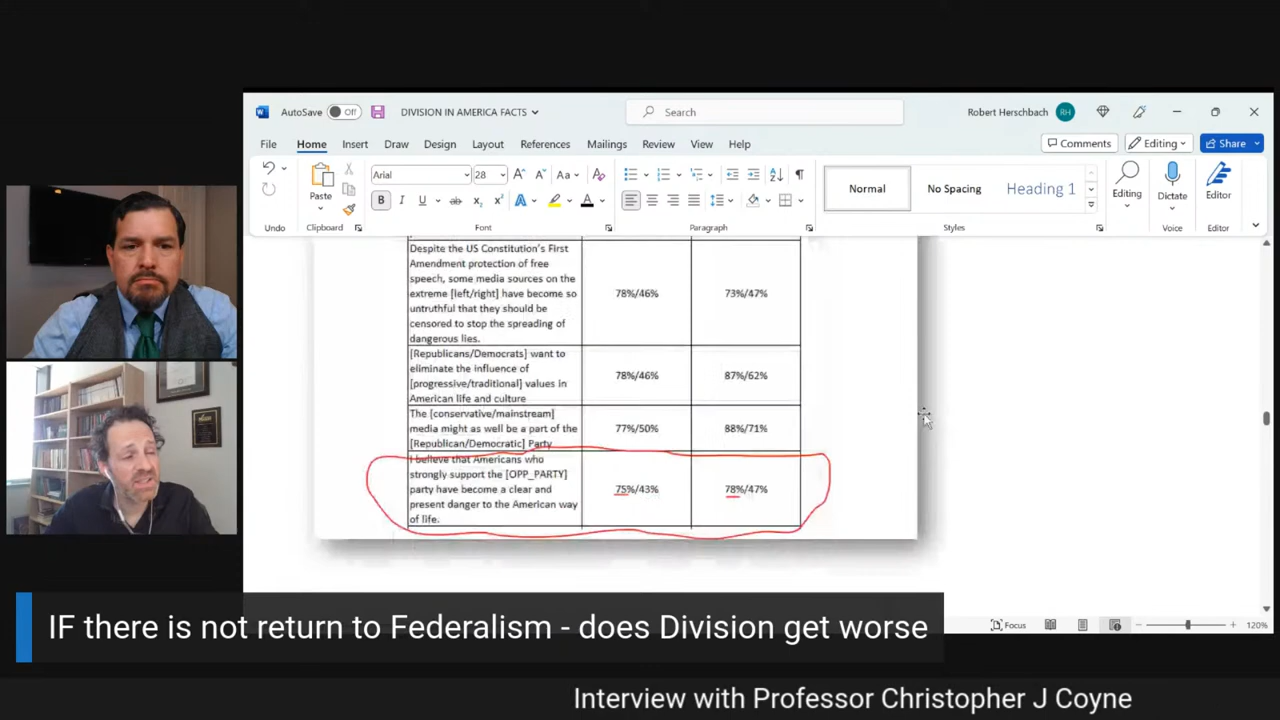 AutoSave Off DIVISION IN AMERICA FACTS Search Robert Herschbach RH
File Home Insert Draw Design Layout References Mailings Review View Help Comments Editing Share
Paste Arial 28 A A Aa A
B I U ab x₂ x² A A Normal No Spacing Heading 1 Editing Dictate Editor
Undo Clipboard Font Paragraph Styles Voice Editor
Despite the US Constitution's First
Amendment protection of free
speech, some media sources on the
extreme [left/right] have become so
untruthful that they should be
censored to stop the spreading of
dangerous lies.
78%/46% 73%/47%
[Republicans/Democrats] want to
eliminate the influence of
[progressive/traditional] values in
American life and culture
78%/46% 87%/62%
The [conservative/mainstream]
media might as well be a part of the
[Republican/Democratic] Party
77%/50% 88%/71%
I believe that Americans who
strongly support the [OPP_PARTY]
party have become a clear and
present danger to the American way
of life.
75%/43% 78%/47%
Focus 120%
IF there is not return to Federalism - does Division get worse
Interview with Professor Christopher J Coyne